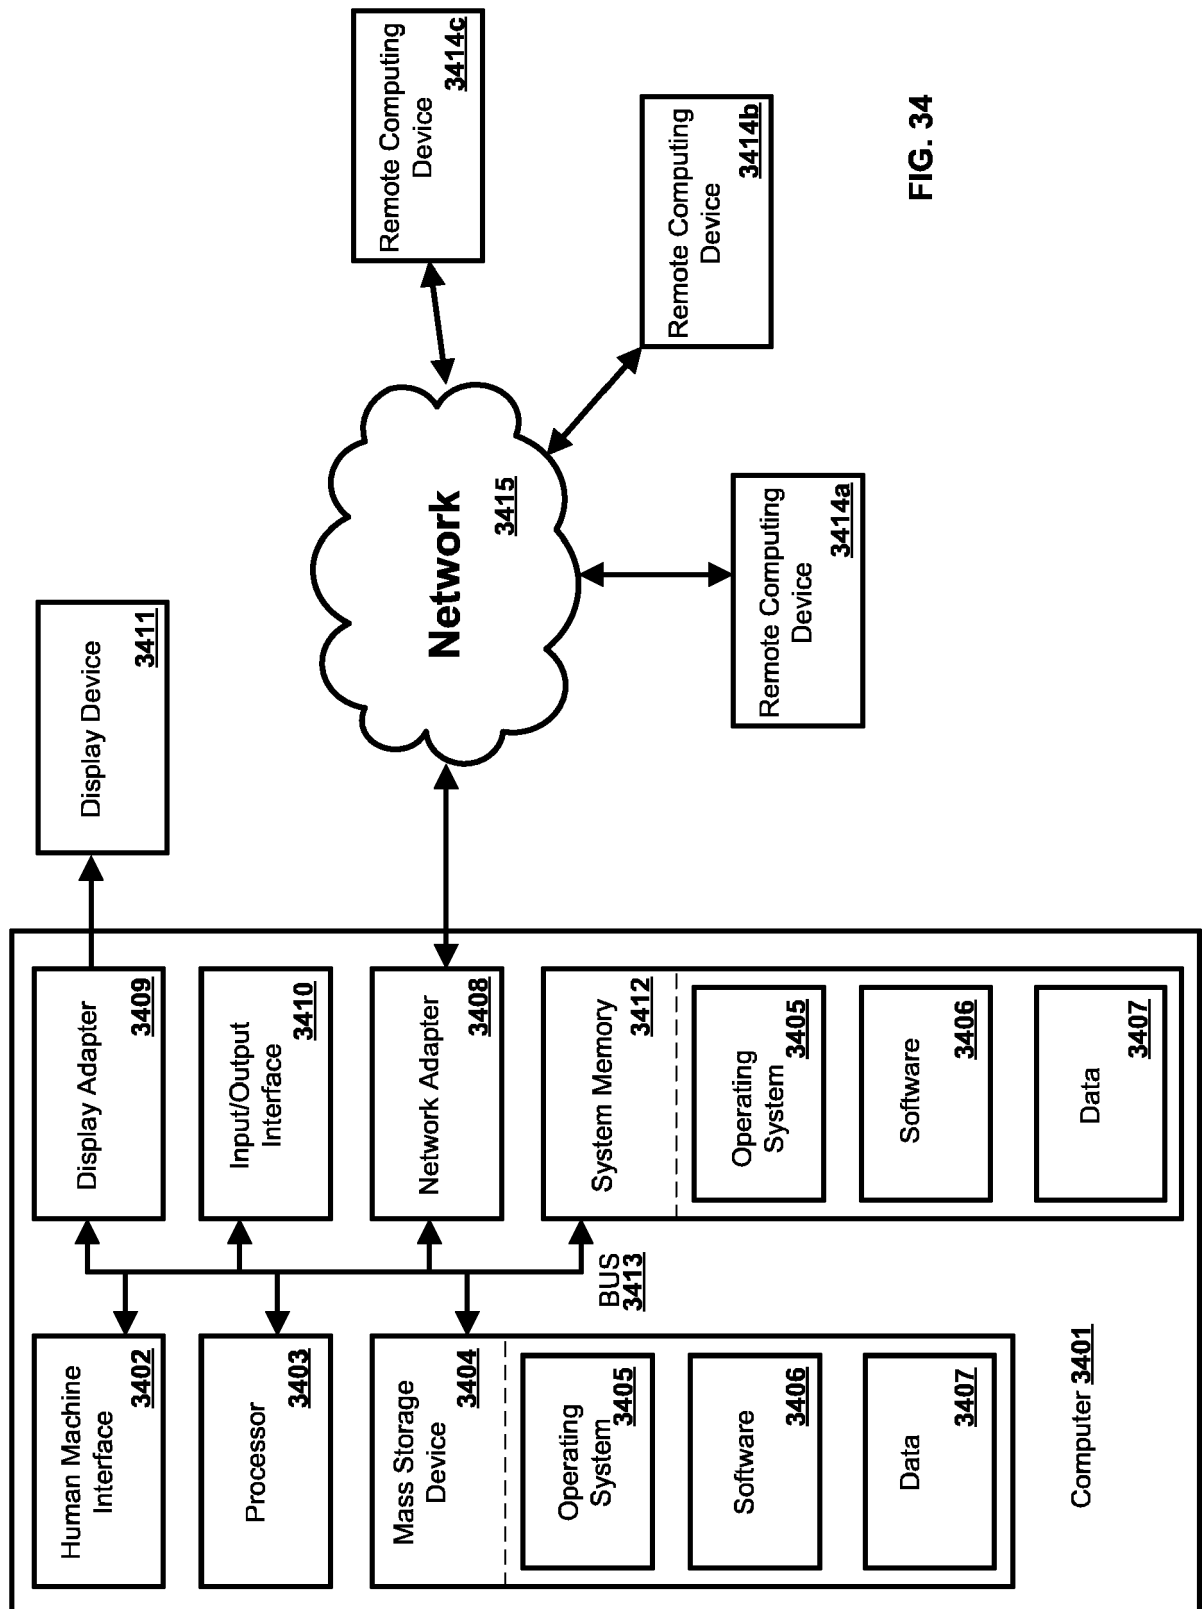 Human Machine
Interface
3402
Display Adapter
3409
Display Device
3411
Processor
3403
Input/Output
Interface
3410
Mass Storage
Device
3404
Operating
System
3405
Software
3406
Data
3407
Network Adapter
3408
BUS
3413
System Memory
3412
Operating
System
3405
Software
3406
Data
3407
Computer 3401
Network
3415
Remote Computing
Device
3414a
Remote Computing
Device
3414b
Remote Computing
Device
3414c
FIG. 34